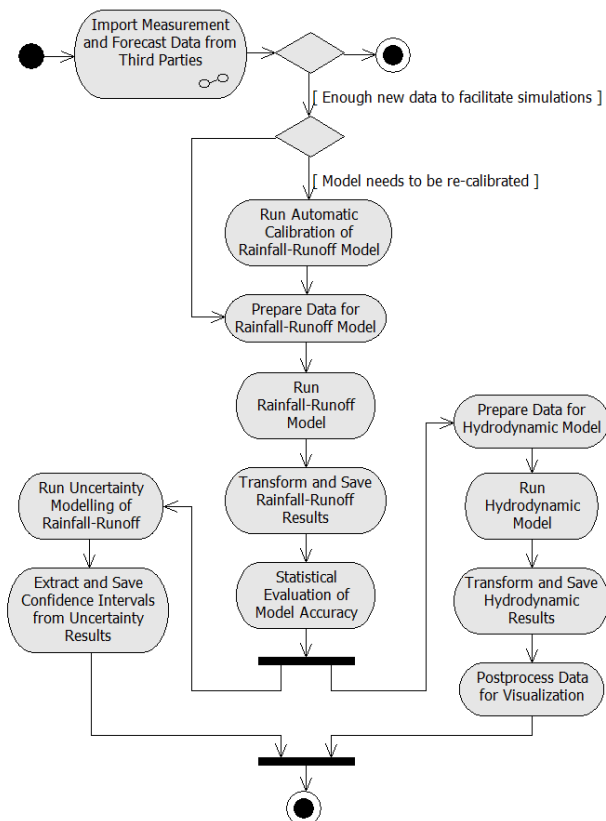 Import Measurement
and Forecast Data from
Third Parties
[ Enough new data to facilitate simulations ]
[ Model needs to be re-calibrated ]
Run Automatic
Calibration of
Rainfall-Runoff Model
Prepare Data for
Rainfall-Runoff Model
Run
Rainfall-Runoff
Model
Prepare Data for
Hydrodynamic Model
Run Uncertainty
Modelling of
Rainfall-Runoff
Transform and Save
Rainfall-Runoff
Results
Run
Hydrodynamic
Model
Extract and Save
Confidence Intervals
from Uncertainty
Results
Statistical
Evaluation of
Model Accuracy
Transform and Save
Hydrodynamic
Results
Postprocess Data
for Visualization